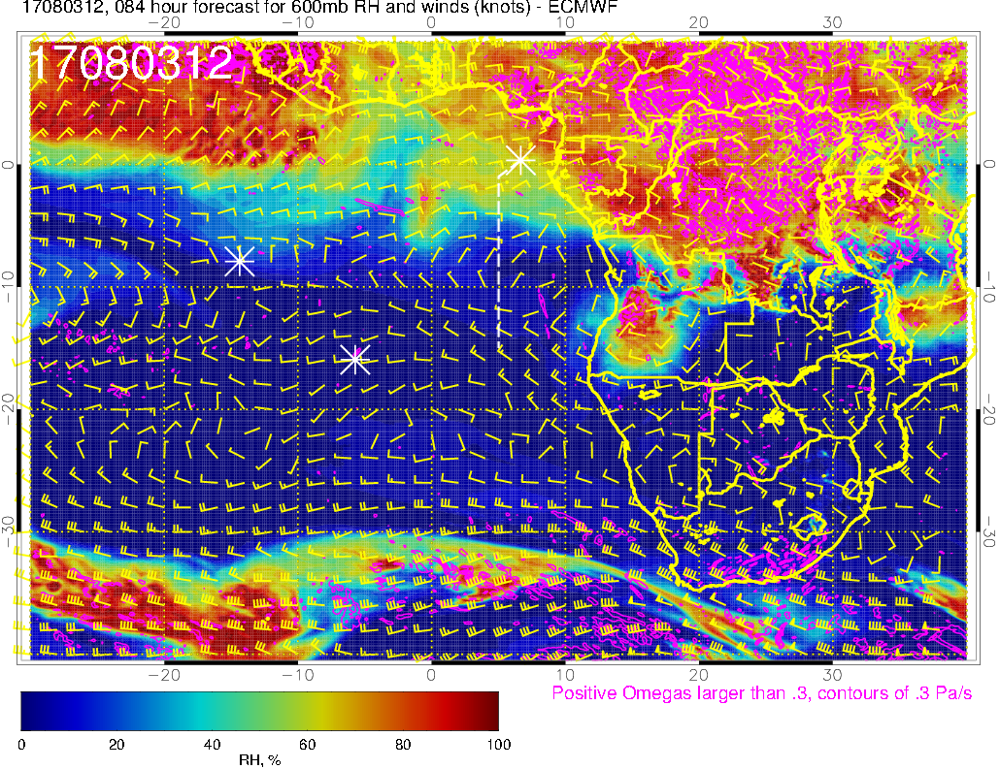 17080312, 084 hour forecast for 600mb RH and winds (knots) - ECMWF
−20 −10 0 10 20 30
17080312
0 0
−10 −10
−20 −20
−30 −30
−20 −10 0 10 20 30
Positive Omegas larger than .3, contours of .3 Pa/s
0 20 40 60 80 100
RH, %